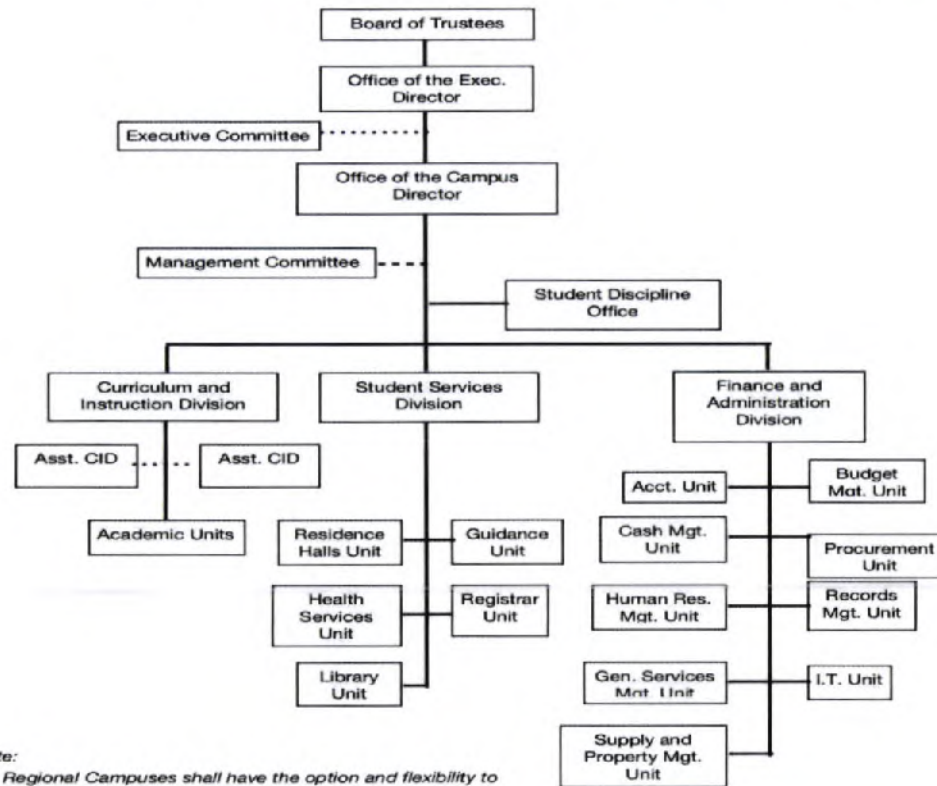 Board of Trustees
Office of the Exec.
Director
Executive Committee
Office of the Campus
Director
Management Committee
Student Discipline
Office
Curriculum and
Instruction Division
Student Services
Division
Finance and
Administration
Division
Asst. CID
Asst. CID
Academic Units
Residence
Halls Unit
Guidance
Unit
Health
Services
Unit
Registrar
Unit
Library
Unit
Acct. Unit
Budget
Mgt. Unit
Cash Mgt.
Unit
Procurement
Unit
Human Res.
Mgt. Unit
Records
Mgt. Unit
Gen. Services
Mgt. Unit
I.T. Unit
Supply and
Property Mgt.
Unit
te:
Regional Campuses shall have the option and flexibility to